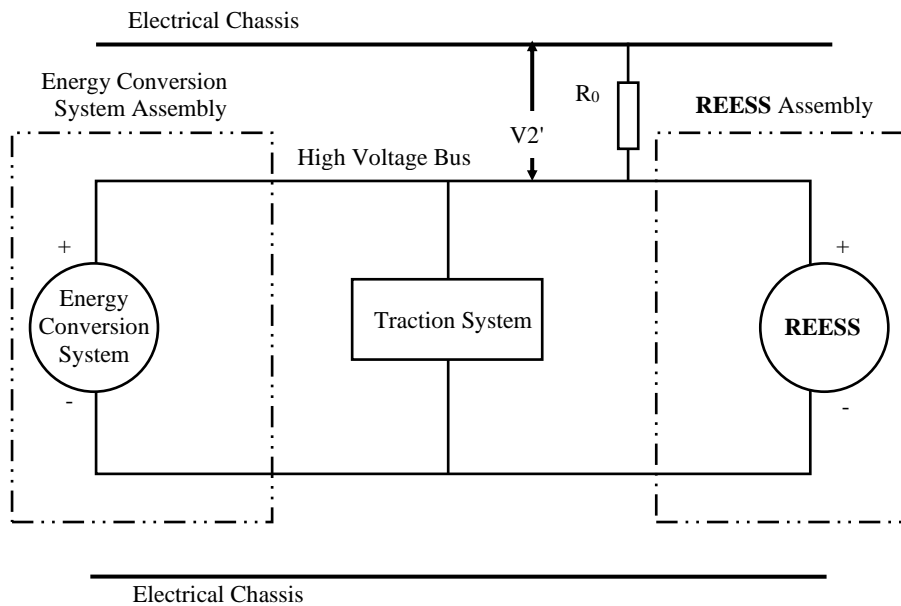 Electrical Chassis
Energy Conversion
System Assembly
R₀
REESS Assembly
V2'
High Voltage Bus
+
+
Energy
Conversion
System
Traction System
REESS
-
-
Electrical Chassis